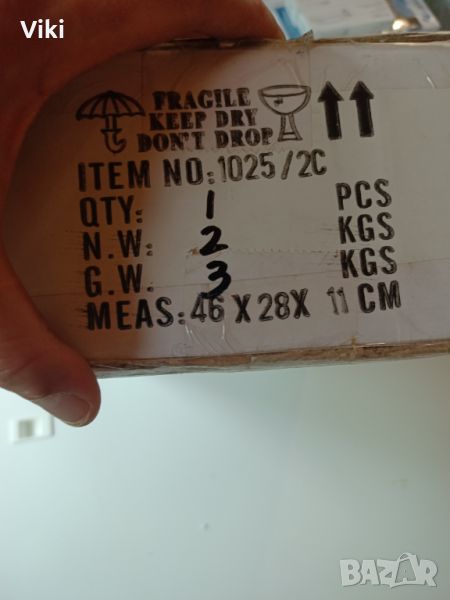 Viki
FRAGILE
KEEP DRY
DON'T DROP
ITEM NO:1025/2C
QTY: 1 PCS
N.W: 2 KGS
G.W. 3 KGS
MEAS:46 X 28X 11 CM
BAZAR